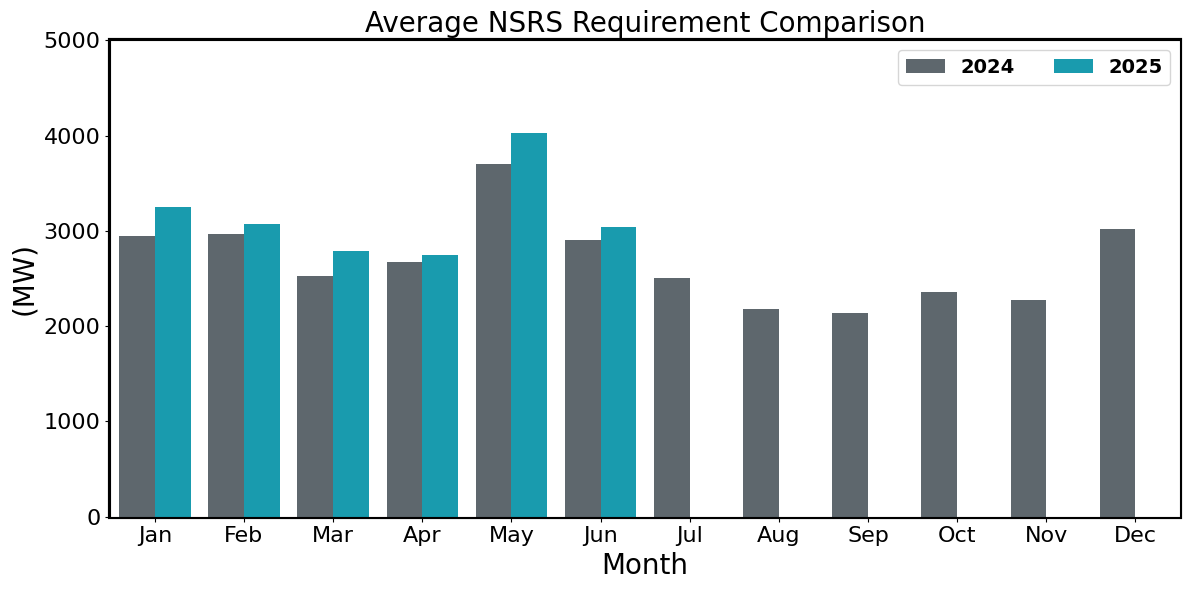 Average NSRS Requirement Comparison
2024 2025
5000
4000
3000
2000
1000
0
(MW)
Jan Feb Mar Apr May Jun Jul Aug Sep Oct Nov Dec
Month